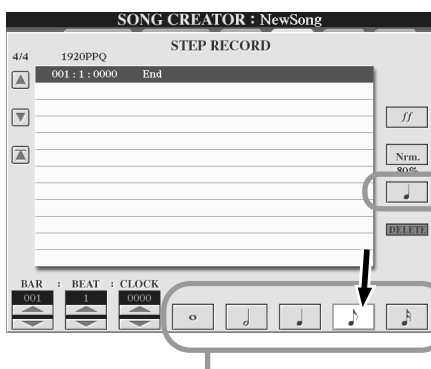 SONG CREATOR : NewSong
STEP RECORD
4/4 1920PPQ
001 : 1 : 0000 End
ff
Nrm.
80%
DELETE
BAR : BEAT : CLOCK
001 1 0000